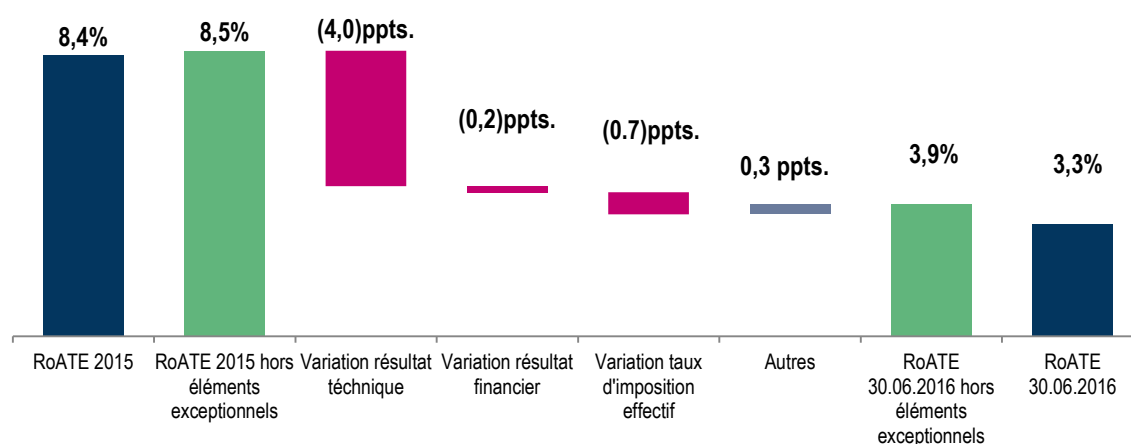 8,4%
8,5%
(4,0)ppts.
(0,2)ppts.
(0.7)ppts.
0,3 ppts.
3,9%
3,3%
RoATE 2015
RoATE 2015 hors
éléments
exceptionnels
Variation résultat
téchnique
Variation résultat
financier
Variation taux
d'imposition
effectif
Autres
RoATE
30.06.2016 hors
éléments
exceptionnels
RoATE
30.06.2016